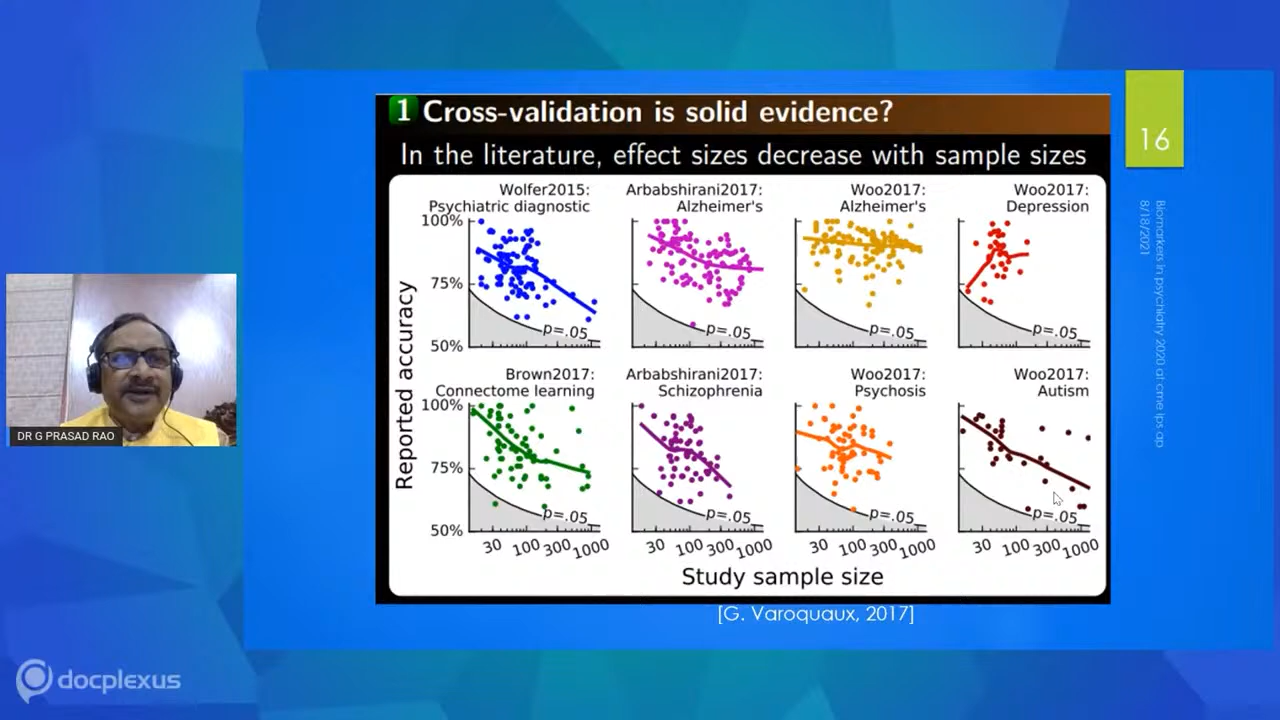 1 Cross-validation is solid evidence?
In the literature, effect sizes decrease with sample sizes
Wolfer2015:
Psychiatric diagnostic
Arbabshirani2017:
Alzheimer's
Woo2017:
Alzheimer's
Woo2017:
Depression
100%
75%
50%
p=.05
p=.05
p=.05
p=.05
Reported accuracy
Brown2017:
Connectome learning
Arbabshirani2017:
Schizophrenia
Woo2017:
Psychosis
Woo2017:
Autism
100%
75%
50%
p=.05
p=.05
p=.05
p=.05
30 100 300 1000
30 100 300 1000
30 100 300 1000
30 100 300 1000
Study sample size
[G. Varoquaux, 2017]
16
Biomarkers in psychiatry 2020 at cme ips ap
8/18/2021
DR G PRASAD RAO
docplexus